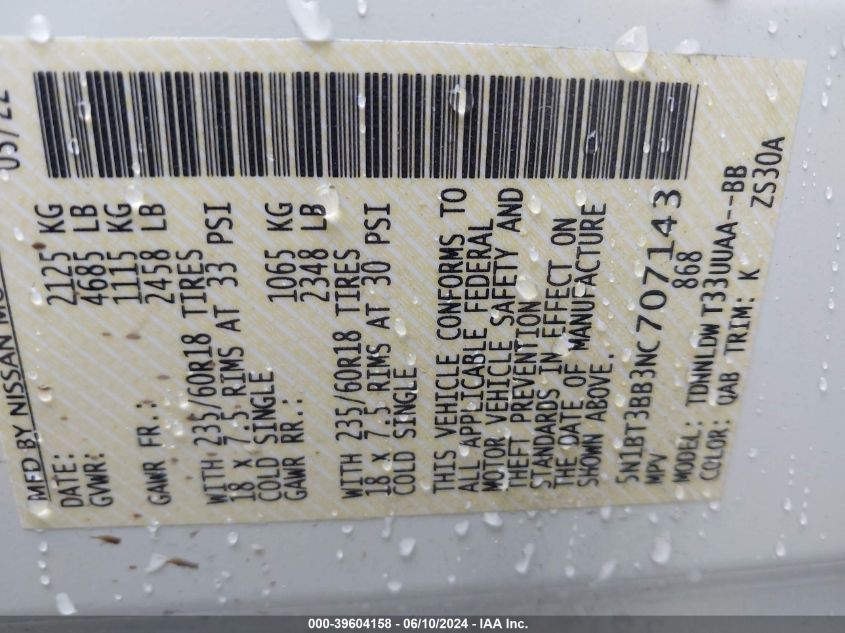 MFD BY NISSAN MO
DATE: 05/22
GVWR: 2125 KG
4685 LB
1115 KG
GAWR FR.: 2458 LB
WITH 235/60R18 TIRES
18 X 7.5 RIMS AT 33 PSI
COLD SINGLE
GAWR RR.: 1065 KG
2348 LB
WITH 235/60R18 TIRES
18 X 7.5 RIMS AT 30 PSI
COLD SINGLE
THIS VEHICLE CONFORMS TO
ALL APPLICABLE FEDERAL
MOTOR VEHICLE SAFETY AND
THEFT PREVENTION
STANDARDS IN EFFECT ON
THE DATE OF MANUFACTURE
SHOWN ABOVE.
5N1BT3BB3NC707143
MPV 868
MODEL: TDNNLDW T33UUAA--BB
COLOR: QAB TRIM: K ZS30A
000-39604158 - 06/10/2024 - IAA Inc.